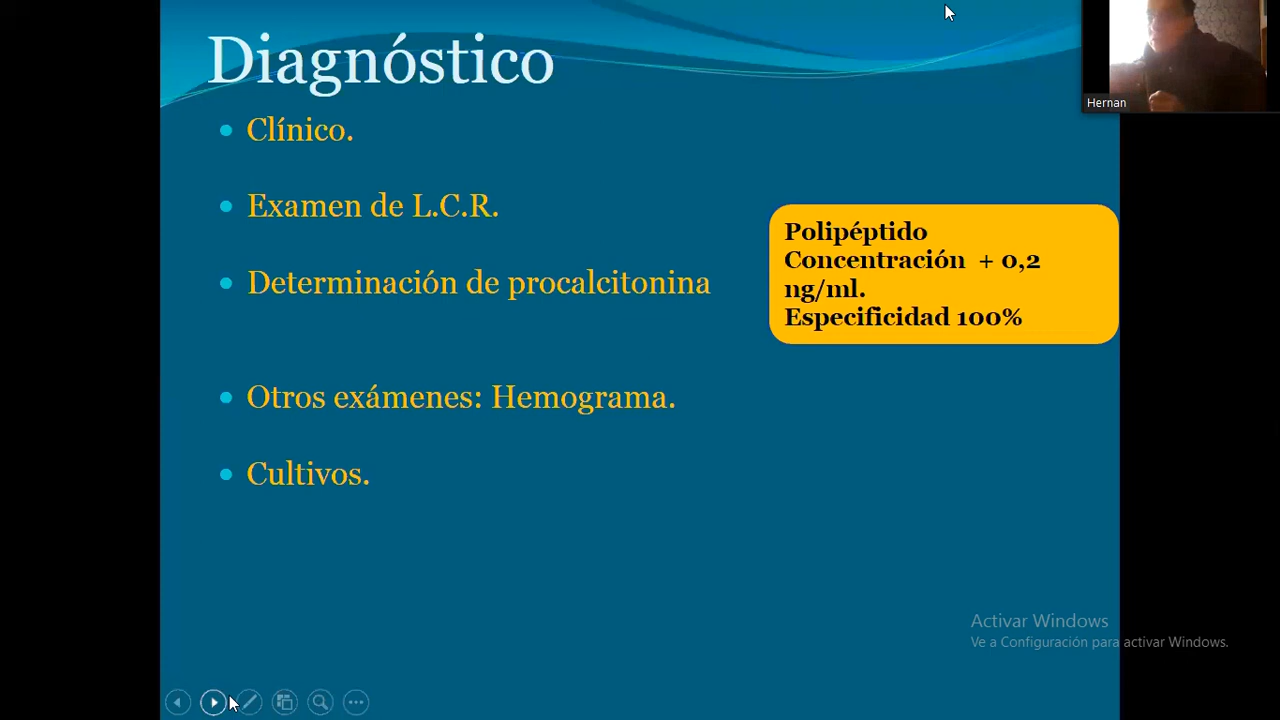 Diagnóstico
Clínico.
Examen de L.C.R.
Determinación de procalcitonina
Polipéptido
Concentración + 0,2
ng/ml.
Especificidad 100%
Otros exámenes: Hemograma.
Cultivos.
Hernan
Activar Windows
Ve a Configuración para activar Windows.